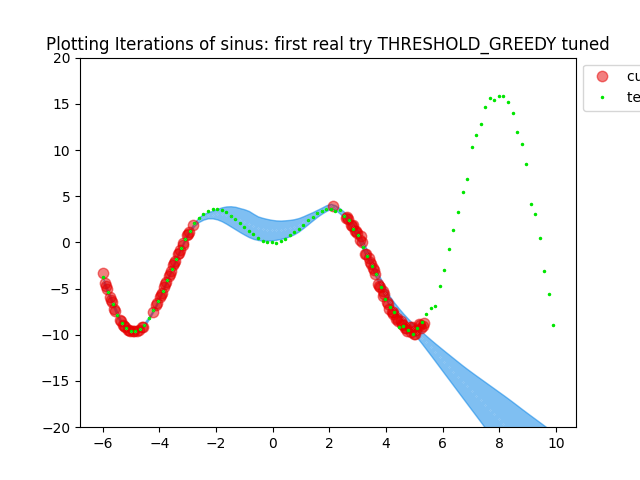 Plotting Iterations of sinus: first real try THRESHOLD_GREEDY tuned
20
15
10
5
0
−5
−10
−15
−20
−6 −4 −2 0 2 4 6 8 10
cu
te